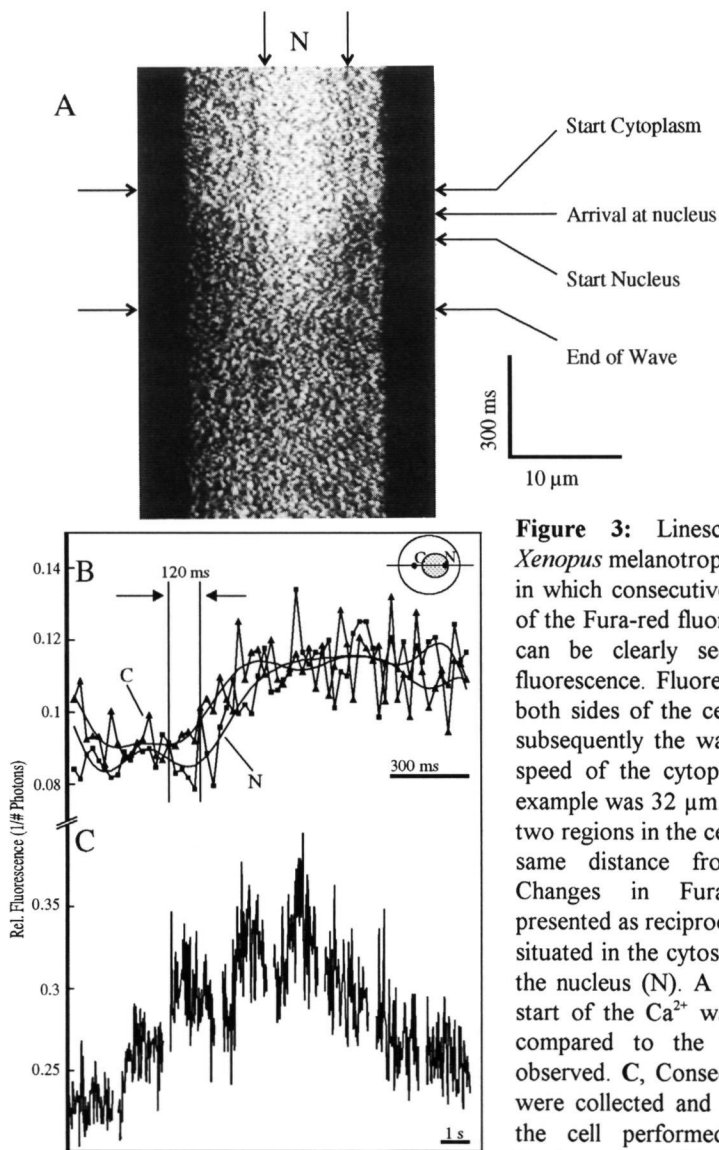 N
A
Start Cytoplasm
Arrival at nucleus
Start Nucleus
End of Wave
300 ms
10 µm
B
C
N
0.14
120 ms
0.12
C
0.1
300 ms
0.08
N
Rel. Fluorescence (1/# Photons)
C
0.35
0.3
0.25
1 s
Figure 3: Linesc
Xenopus melanotrop
in which consecutive
of the Fura-red fluor
can be clearly se
fluorescence. Fluore
both sides of the ce
subsequently the wa
speed of the cytop
example was 32 µm.
two regions in the ce
same distance fro
Changes in Fura
presented as reciproc
situated in the cytos
the nucleus (N). A
start of the Ca²⁺ wa
compared to the
observed. C, Conse
were collected and
the cell performed